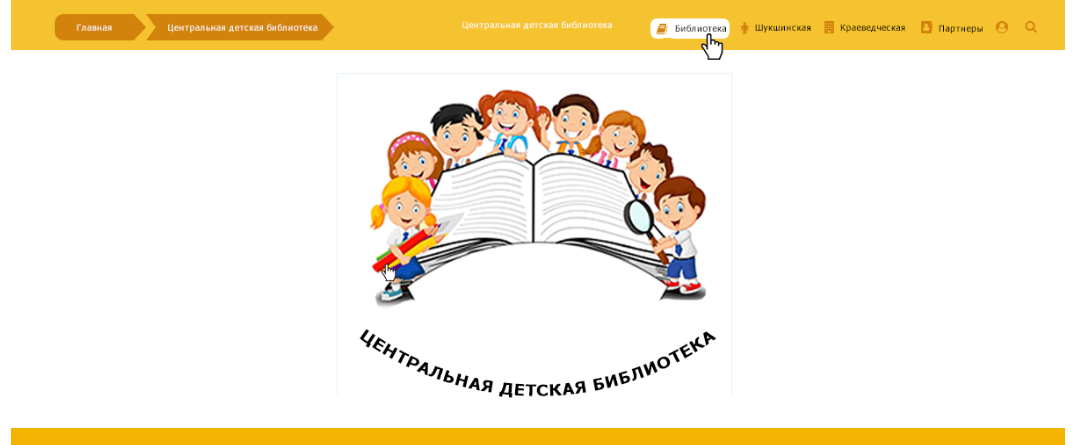 Главная Центральная детская библиотека Центральная детская библиотека Библиотека Шукшинская Краеведческая Партнеры
ЦЕНТРАЛЬНАЯ ДЕТСКАЯ БИБЛИОТЕКА